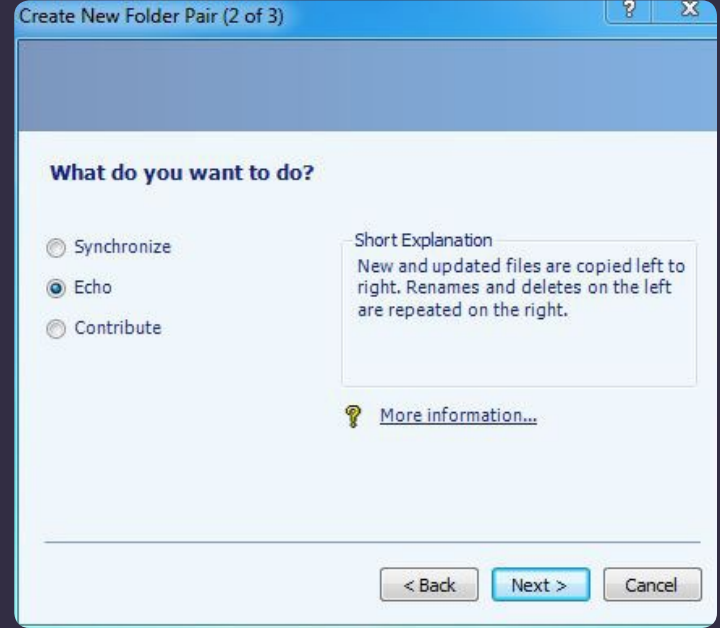 Create New Folder Pair (2 of 3)
What do you want to do?
Synchronize
Echo
Contribute
Short Explanation
New and updated files are copied left to
right. Renames and deletes on the left
are repeated on the right.
More information...
< Back
Next >
Cancel